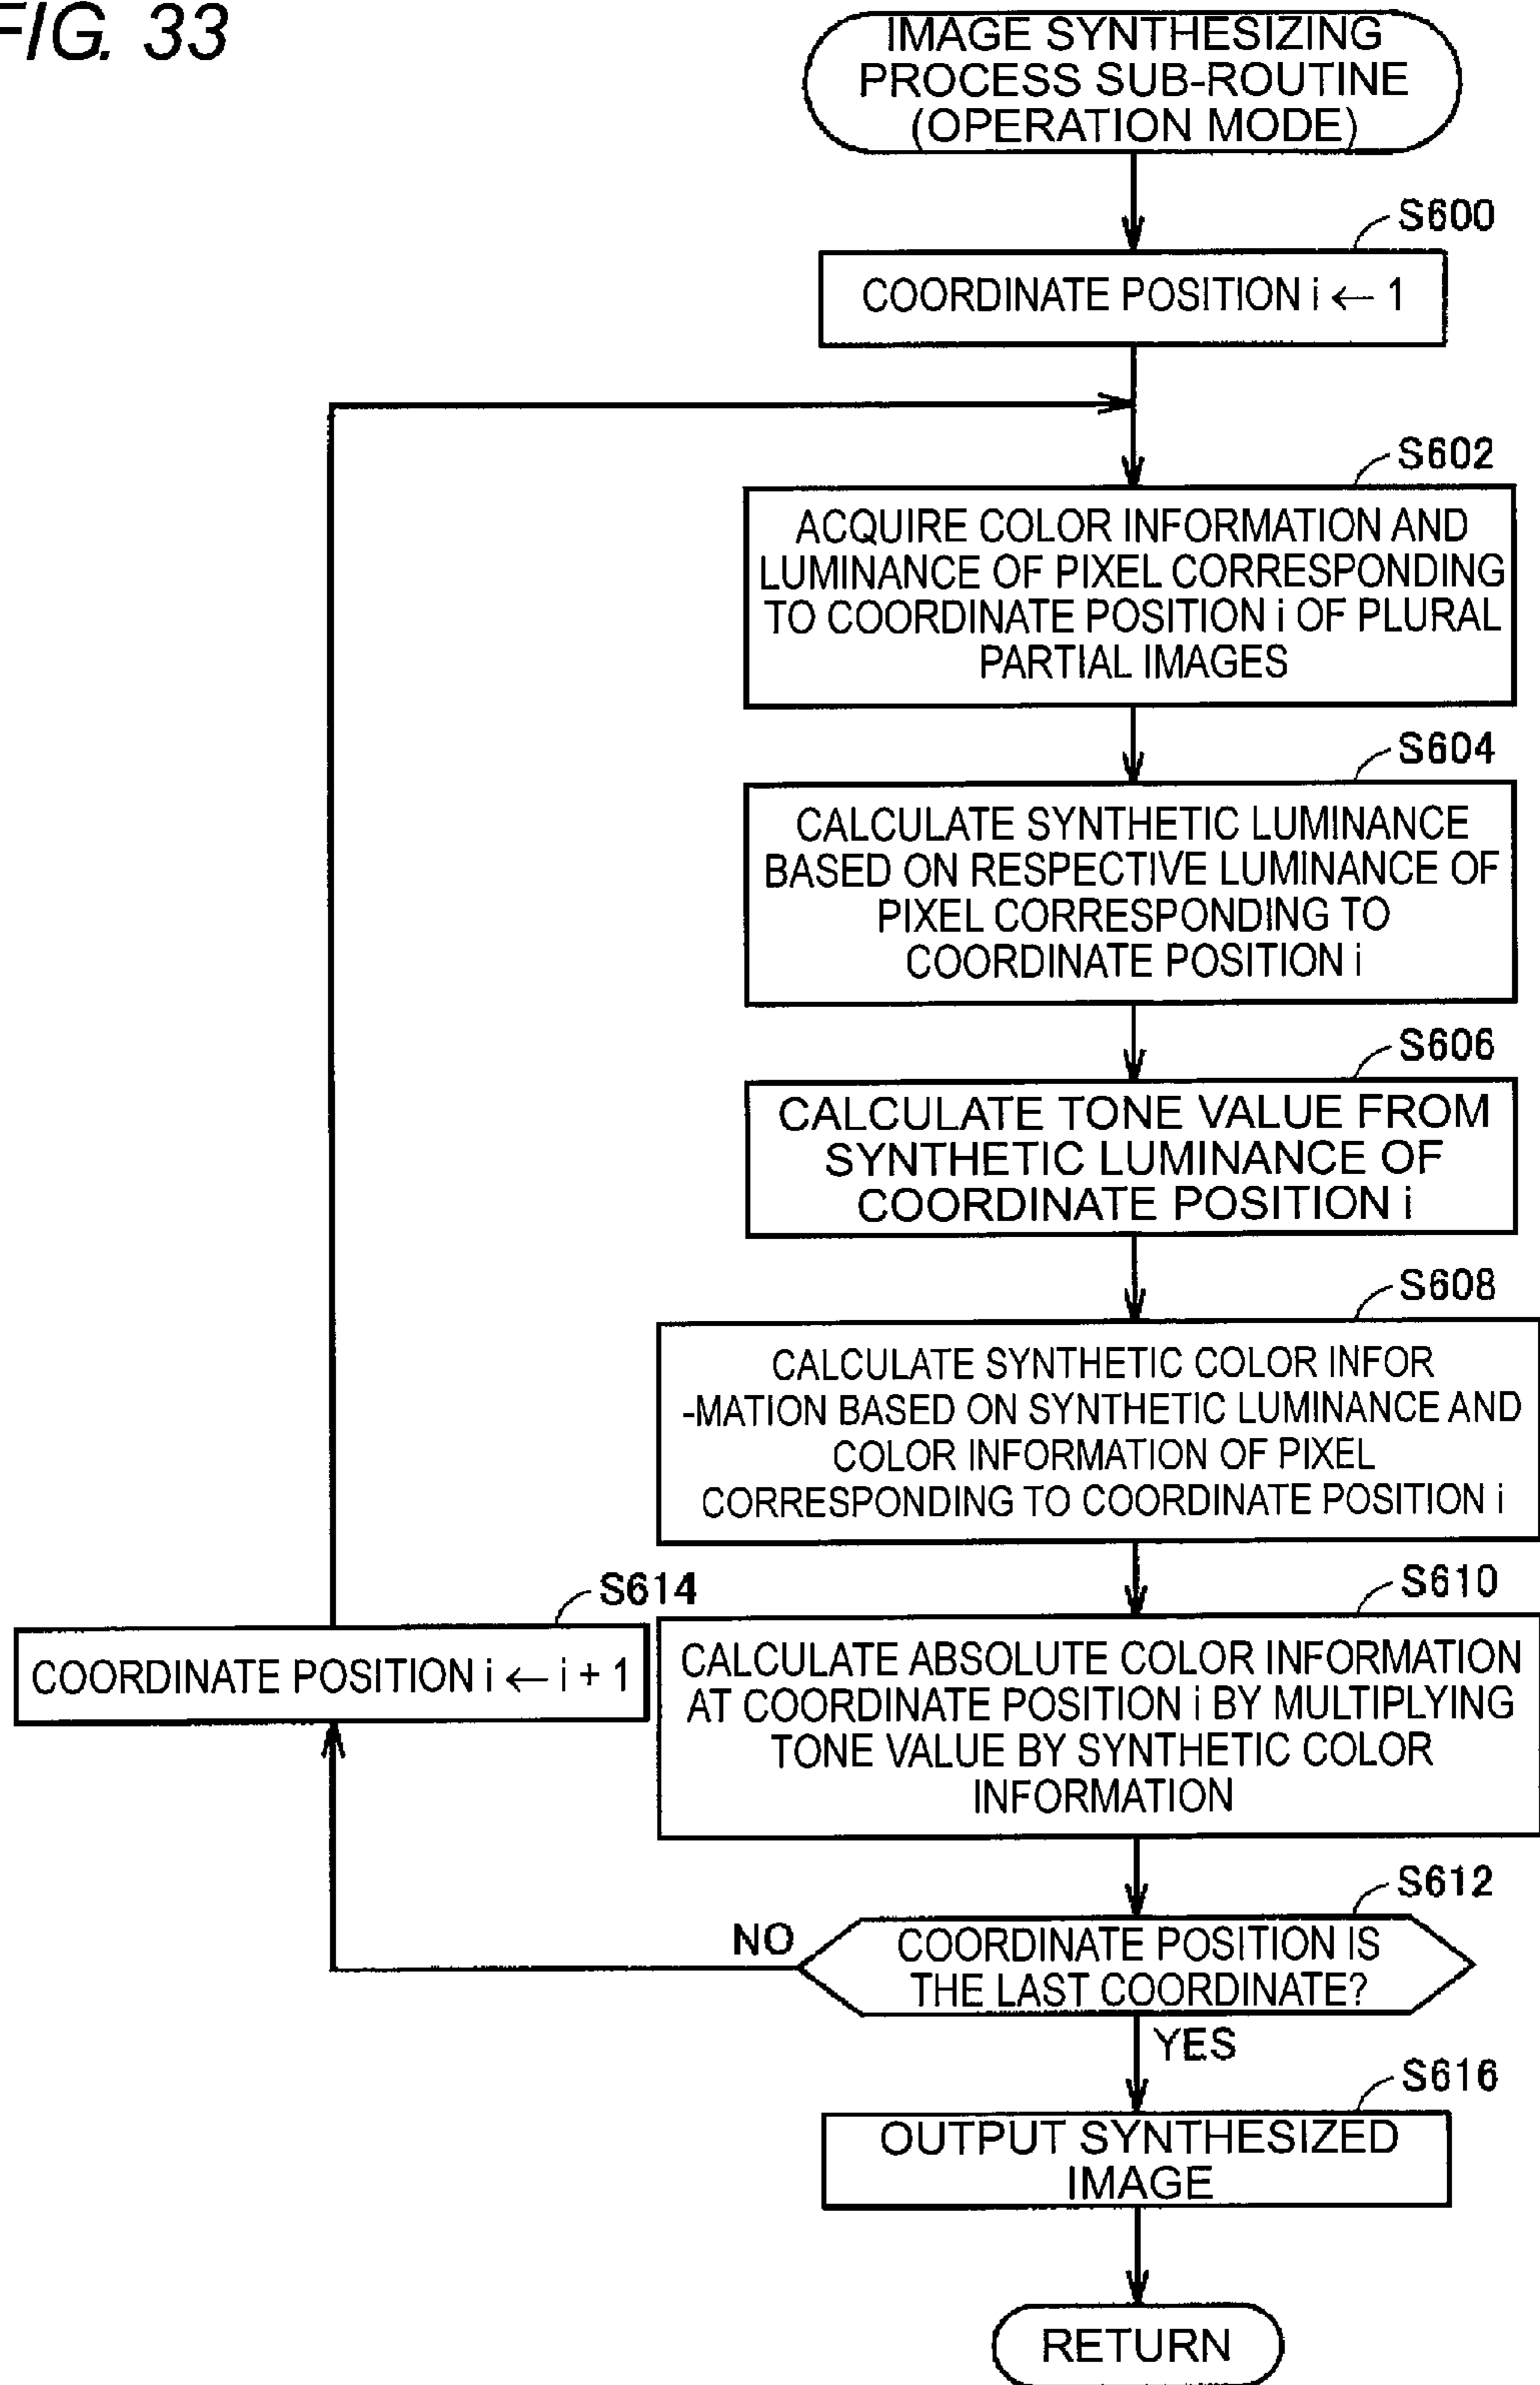 FIG. 33
IMAGE SYNTHESIZING
PROCESS SUB-ROUTINE
(OPERATION MODE)
S600
COORDINATE POSITION i ← 1
S602
ACQUIRE COLOR INFORMATION AND
LUMINANCE OF PIXEL CORRESPONDING
TO COORDINATE POSITION i OF PLURAL
PARTIAL IMAGES
S604
CALCULATE SYNTHETIC LUMINANCE
BASED ON RESPECTIVE LUMINANCE OF
PIXEL CORRESPONDING TO
COORDINATE POSITION i
S606
CALCULATE TONE VALUE FROM
SYNTHETIC LUMINANCE OF
COORDINATE POSITION i
S608
CALCULATE SYNTHETIC COLOR INFOR
-MATION BASED ON SYNTHETIC LUMINANCE AND
COLOR INFORMATION OF PIXEL
CORRESPONDING TO COORDINATE POSITION i
S614
COORDINATE POSITION i ← i + 1
S610
CALCULATE ABSOLUTE COLOR INFORMATION
AT COORDINATE POSITION i BY MULTIPLYING
TONE VALUE BY SYNTHETIC COLOR
INFORMATION
S612
NO
COORDINATE POSITION IS
THE LAST COORDINATE?
YES
S616
OUTPUT SYNTHESIZED
IMAGE
RETURN